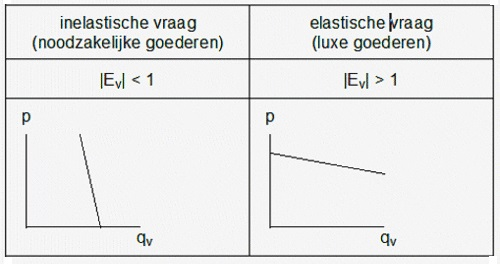 inelastische vraag
(noodzakelijke goederen)
elastische vraag
(luxe goederen)
|Ev| < 1
|Ev| > 1
p
qv
p
qv